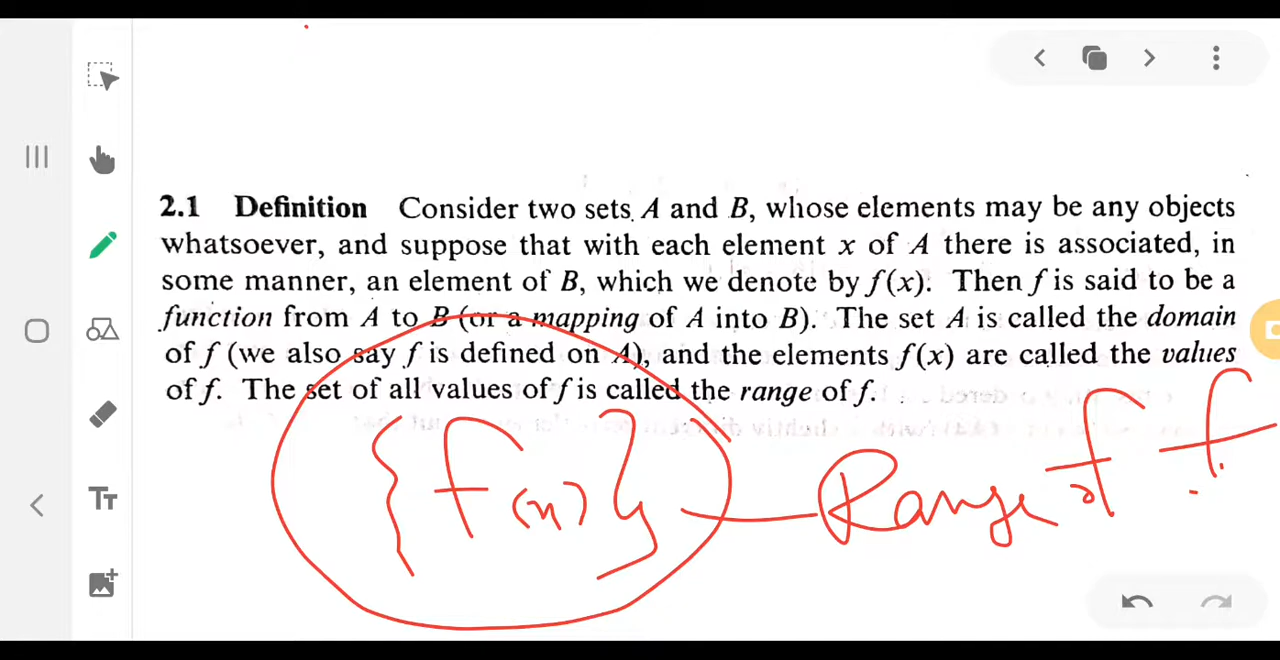 2.1 Definition Consider two sets A and B, whose elements may be any objects
whatsoever, and suppose that with each element x of A there is associated, in
some manner, an element of B, which we denote by f(x). Then f is said to be a
function from A to B (or a mapping of A into B). The set A is called the domain
of f (we also say f is defined on A), and the elements f(x) are called the values
of f. The set of all values of f is called the range of f.
{f(x)} — Range of f
TT